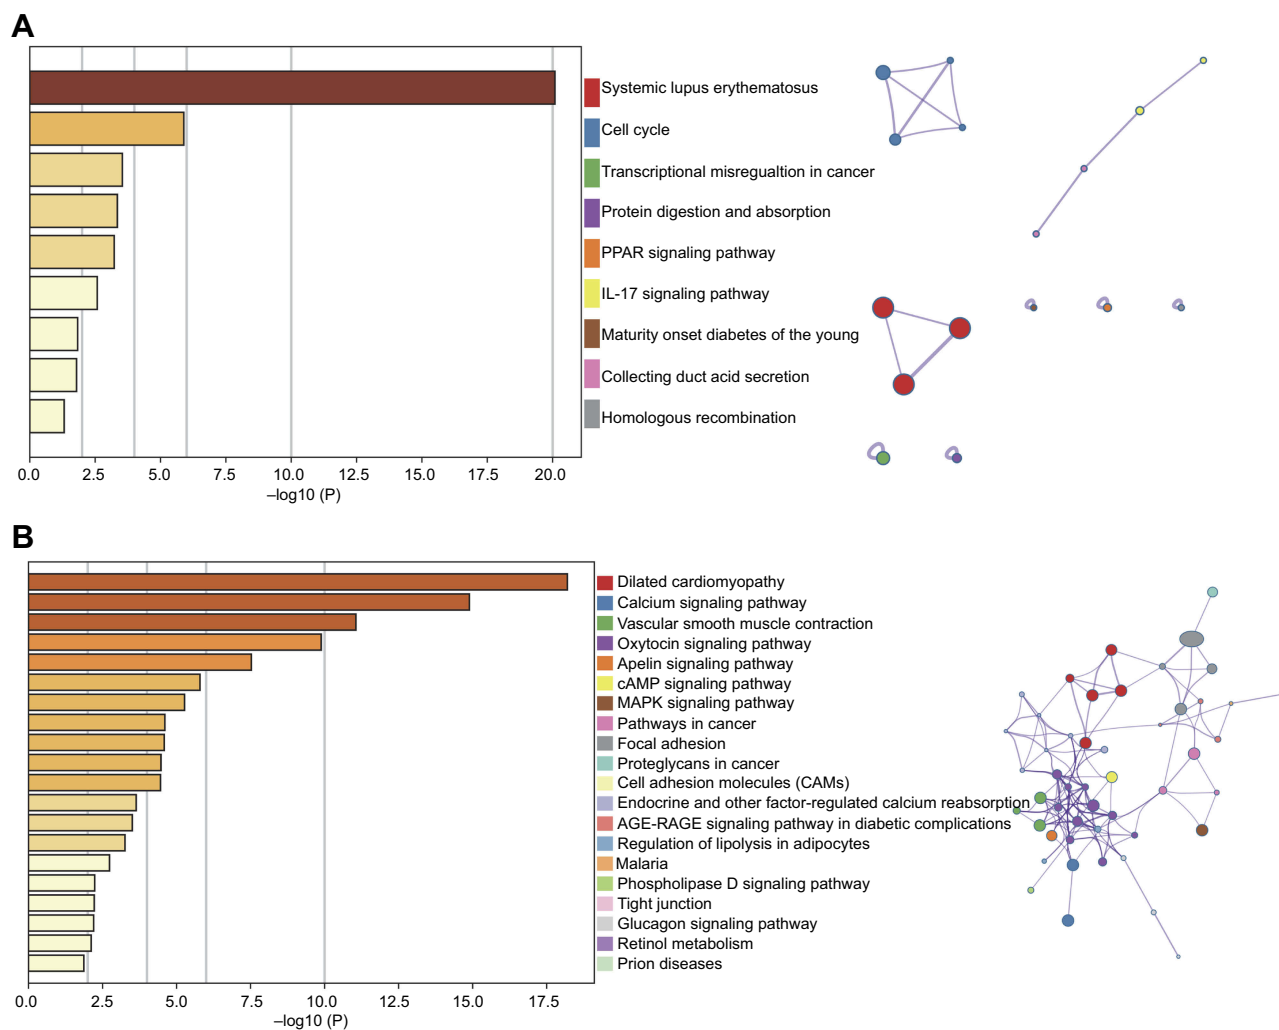 A
Systemic lupus erythematosus
Cell cycle
Transcriptional misregualtion in cancer
Protein digestion and absorption
PPAR signaling pathway
IL-17 signaling pathway
Maturity onset diabetes of the young
Collecting duct acid secretion
Homologous recombination
0.0 2.5 5.0 7.5 10.0 12.5 15.0 17.5 20.0
–log10 (P)
B
Dilated cardiomyopathy
Calcium signaling pathway
Vascular smooth muscle contraction
Oxytocin signaling pathway
Apelin signaling pathway
cAMP signaling pathway
MAPK signaling pathway
Pathways in cancer
Focal adhesion
Proteglycans in cancer
Cell adhesion molecules (CAMs)
Endocrine and other factor-regulated calcium reabsorption
AGE-RAGE signaling pathway in diabetic complications
Regulation of lipolysis in adipocytes
Malaria
Phospholipase D signaling pathway
Tight junction
Glucagon signaling pathway
Retinol metabolism
Prion diseases
0.0 2.5 5.0 7.5 10.0 12.5 15.0 17.5
–log10 (P)